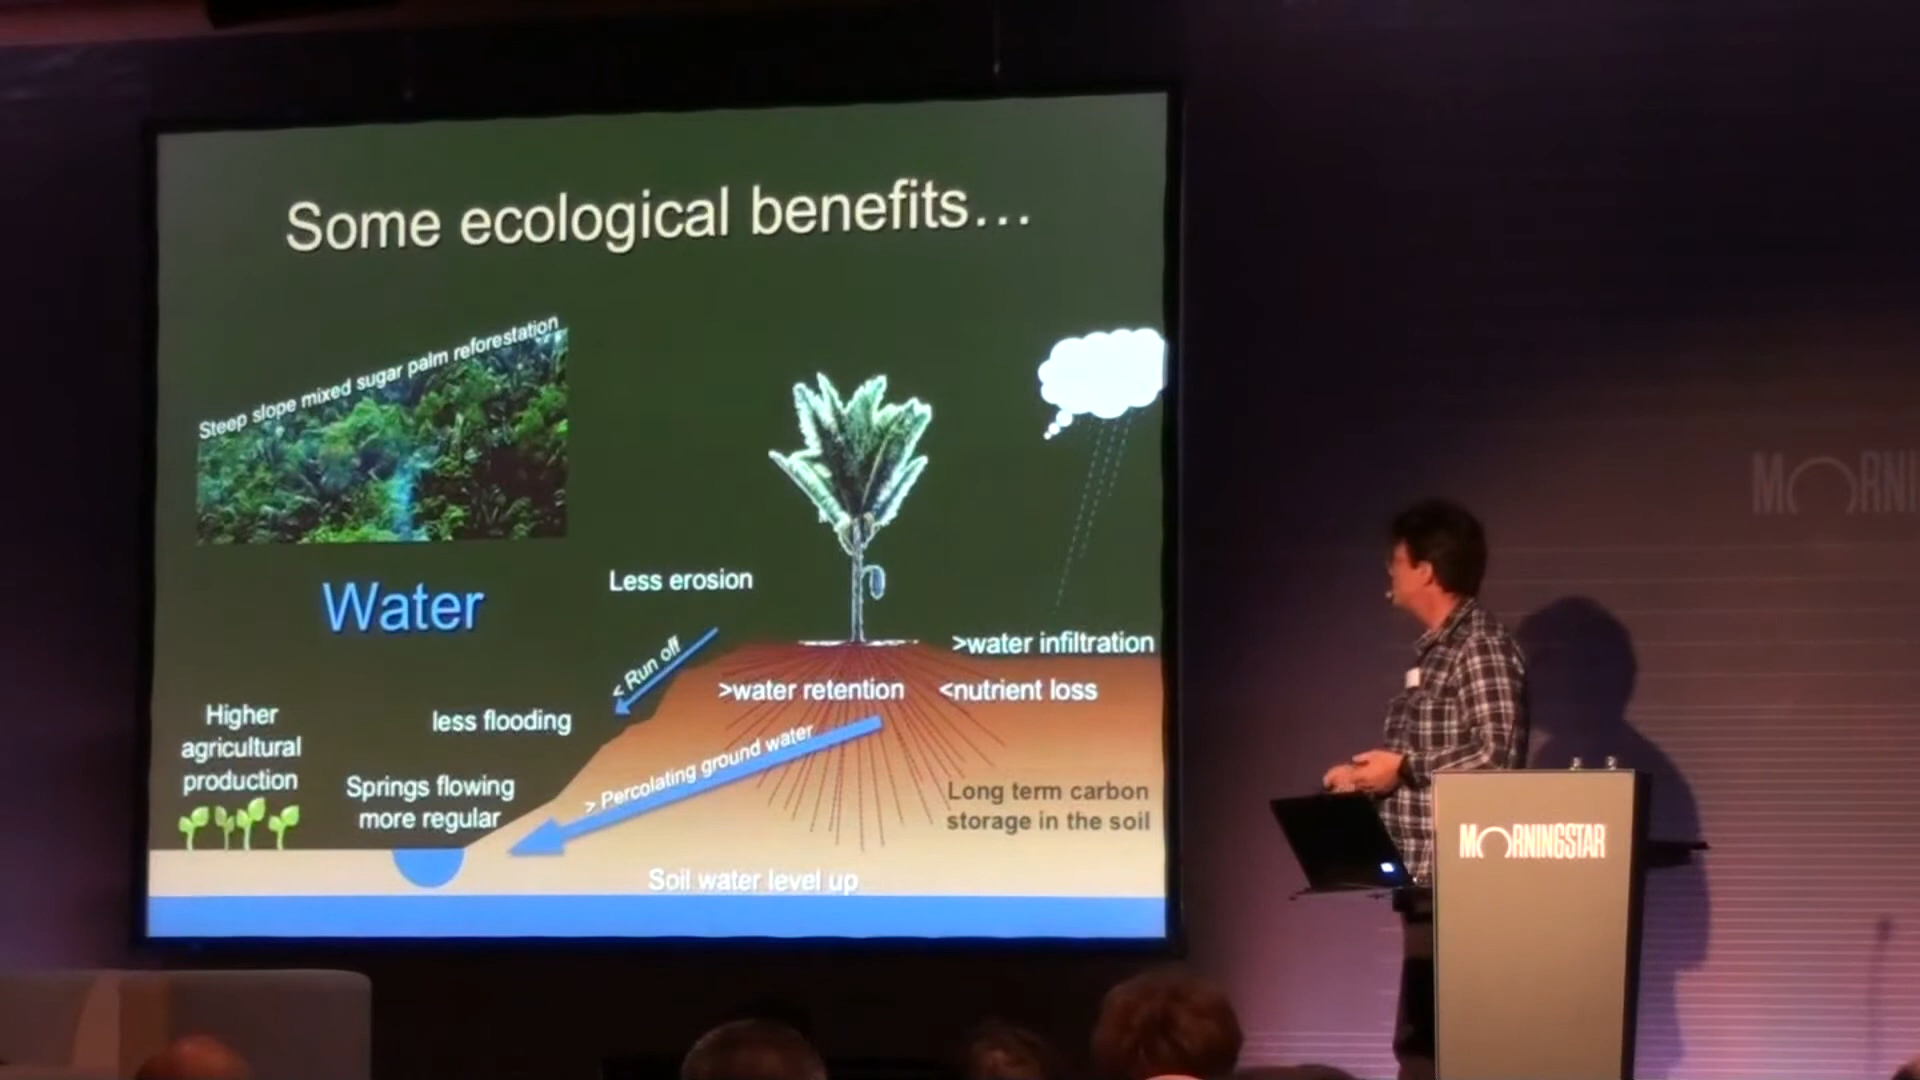 Some ecological benefits…
Steep slope mixed sugar palm reforestation
Water
Less erosion
< Run off
>water infiltration
>water retention
<nutrient loss
Higher
agricultural
production
less flooding
Springs flowing
more regular
> Percolating ground water
Long term carbon
storage in the soil
Soil water level up
MORNI
MORNINGSTAR